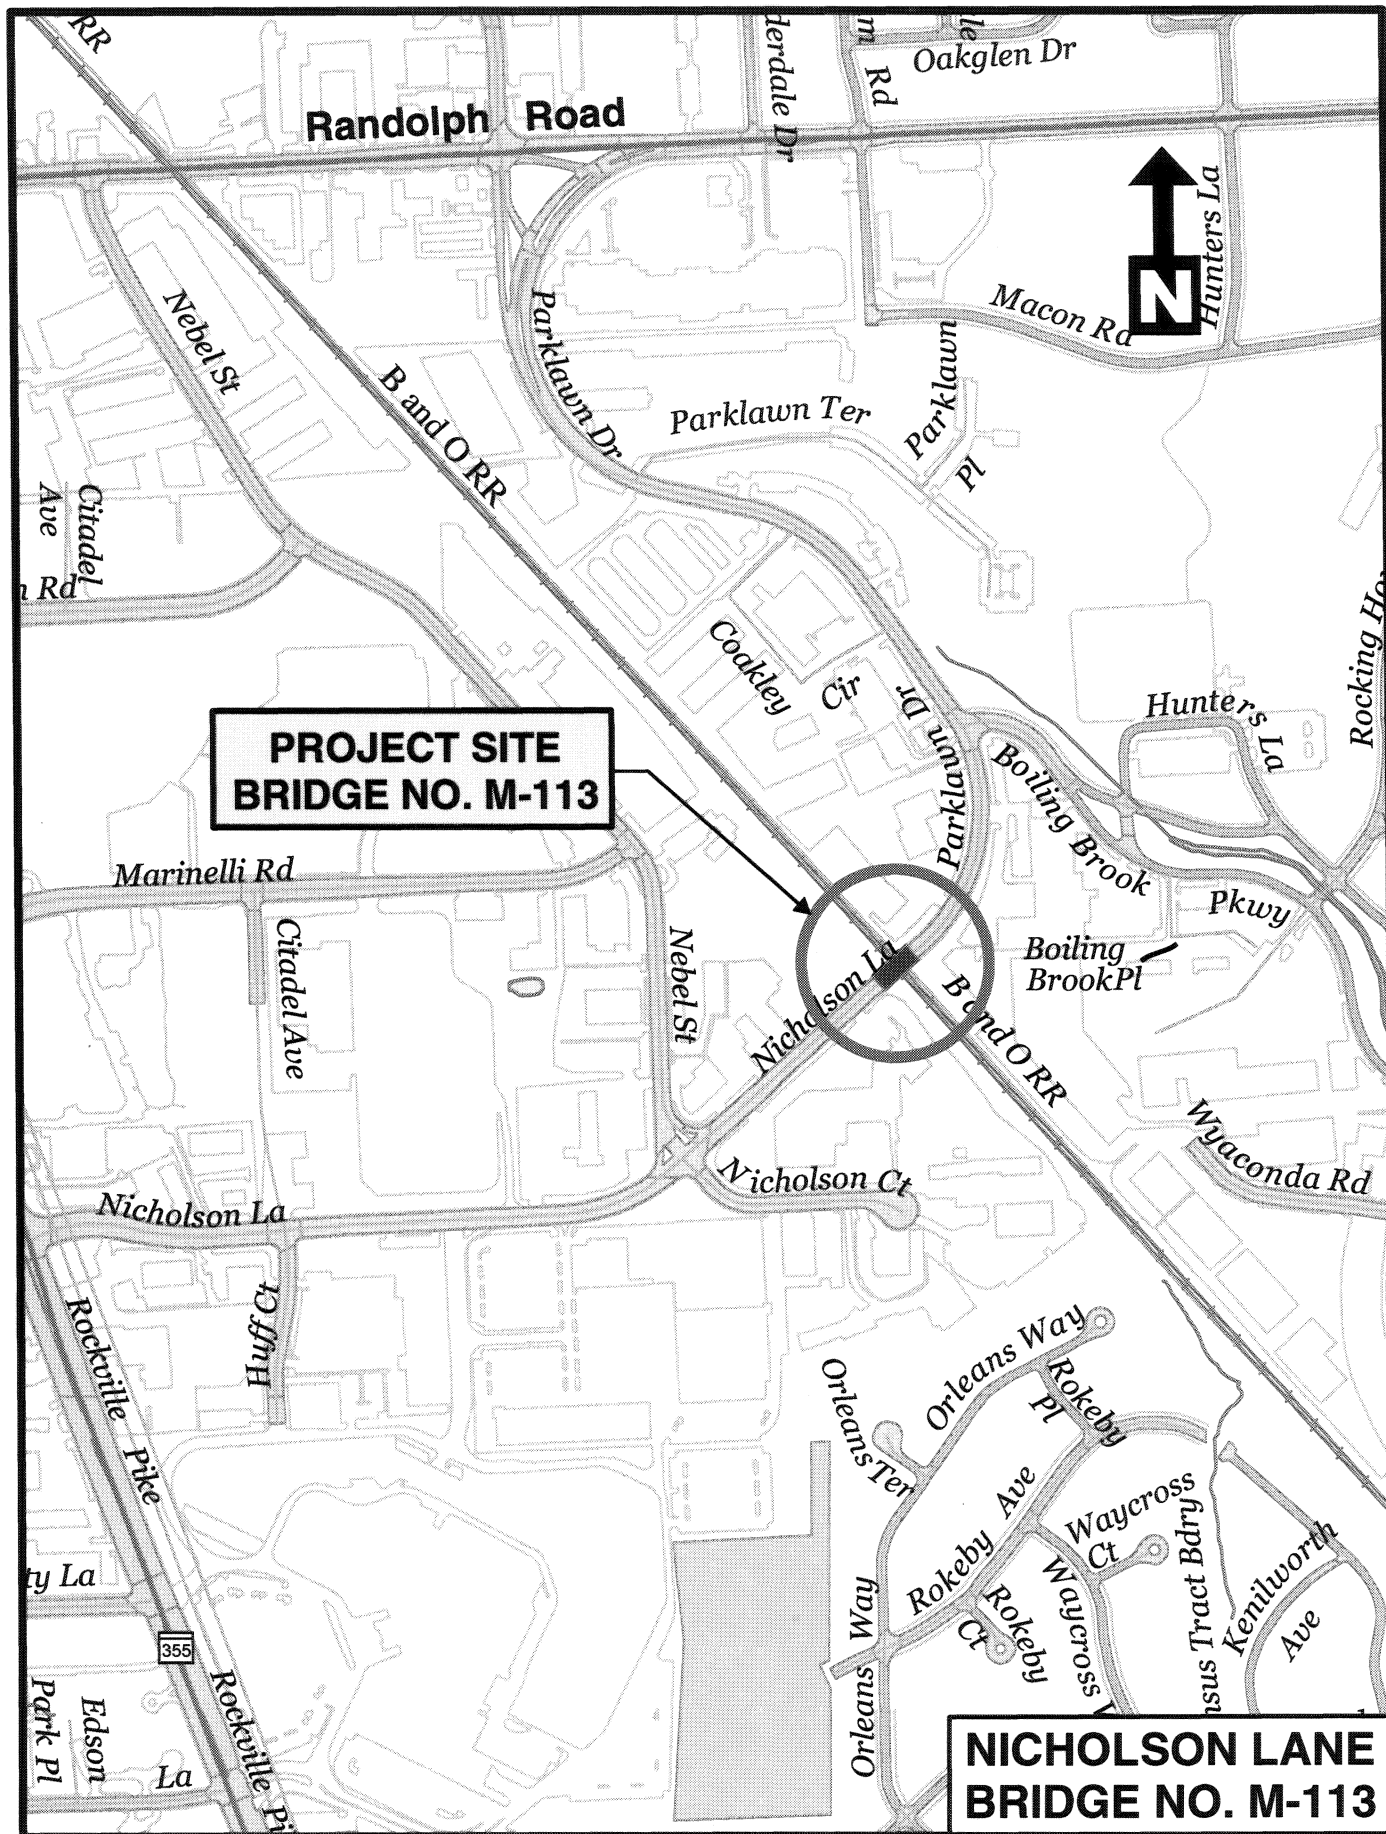 RR
Oakglen Dr
Rd
Randolph Road
derdale Dr
Hunters La
N
Macon Rd
Nebel St
Parklawn Dr
B and O RR
Parklawn Ter
Parklawn
Pl
Citadel
Ave
n Rd
Coakley
Cir
Rocking Hor
Hunters La
Parklawn Dr
PROJECT SITE
BRIDGE NO. M-113
Boiling Brook
Pkwy
Marinelli Rd
Citadel Ave
Nebel St
Nicholson La
Boiling
BrookPl
B and O RR
Wyaconda Rd
Nicholson Ct
Nicholson La
Huff Ct
Rockville Pike
Orleans Way
Orleans Ter
Rokeby
Pl
Rokeby Ave
Waycross
Ct
Waycross W
Rokeby
Ct
Orleans Way
nsus Tract Bdry
Kenilworth
Ave
ty La
355
Rockville Pi
Park Pl
Edson
La
NICHOLSON LANE
BRIDGE NO. M-113